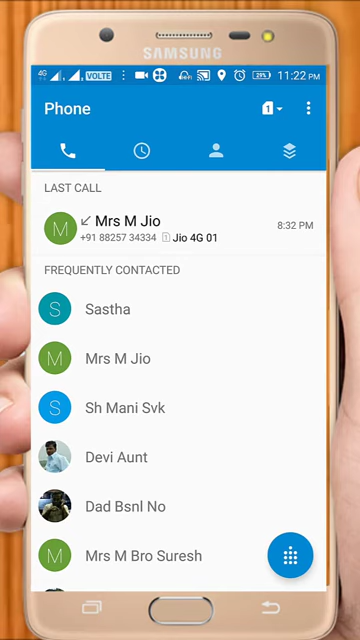 SAMSUNG
4G VOLTE 29% 11:22 PM
Phone
1
LAST CALL
M Mrs M Jio
+91 88257 34334 1 Jio 4G 01 8:32 PM
FREQUENTLY CONTACTED
S Sastha
M Mrs M Jio
S Sh Mani Svk
Devi Aunt
Dad Bsnl No
M Mrs M Bro Suresh